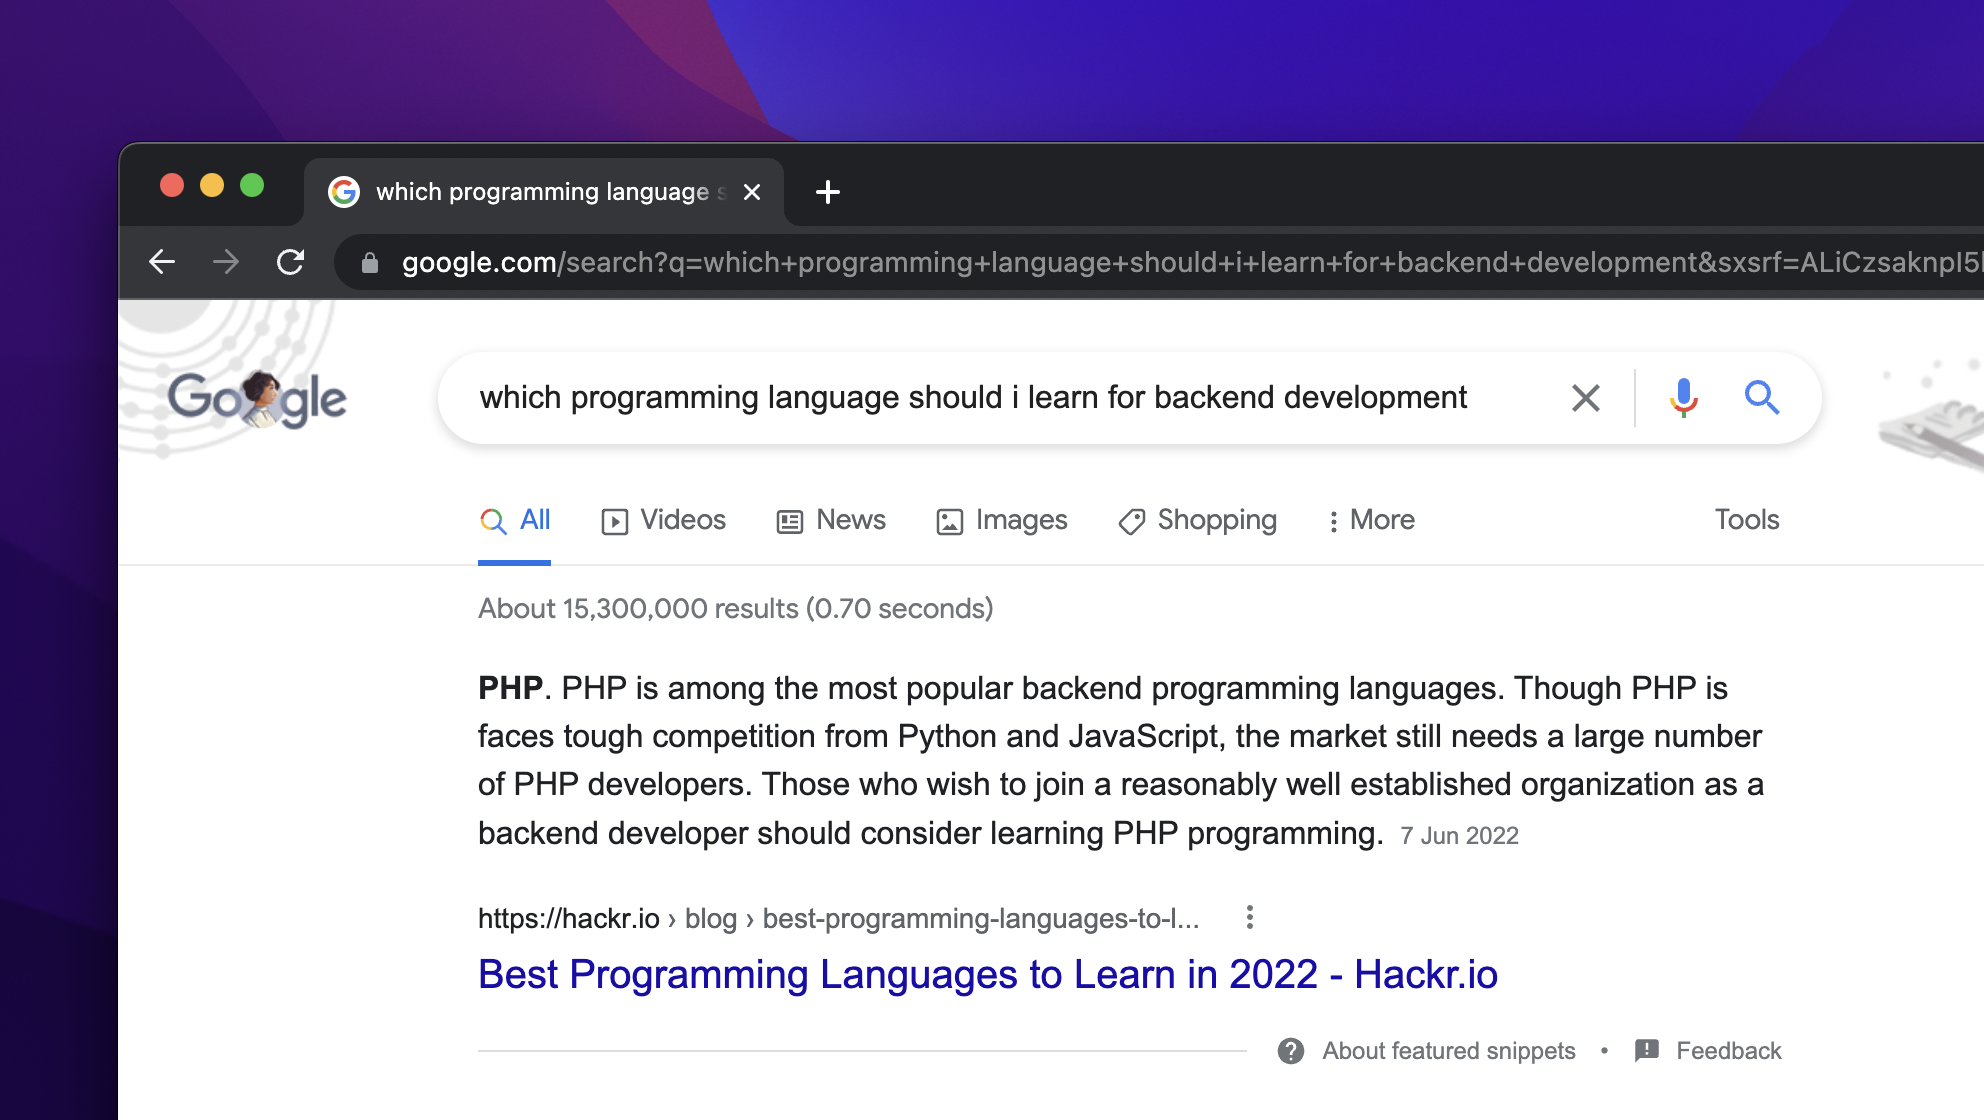 which programming language
google.com/search?q=which+programming+language+should+i+learn+for+backend+development&sxsrf=ALiCzsaknpI5
Google
which programming language should i learn for backend development
All Videos News Images Shopping More Tools
About 15,300,000 results (0.70 seconds)
PHP. PHP is among the most popular backend programming languages. Though PHP is
faces tough competition from Python and JavaScript, the market still needs a large number
of PHP developers. Those who wish to join a reasonably well established organization as a
backend developer should consider learning PHP programming. 7 Jun 2022
https://hackr.io › blog › best-programming-languages-to-l...
Best Programming Languages to Learn in 2022 - Hackr.io
About featured snippets • Feedback